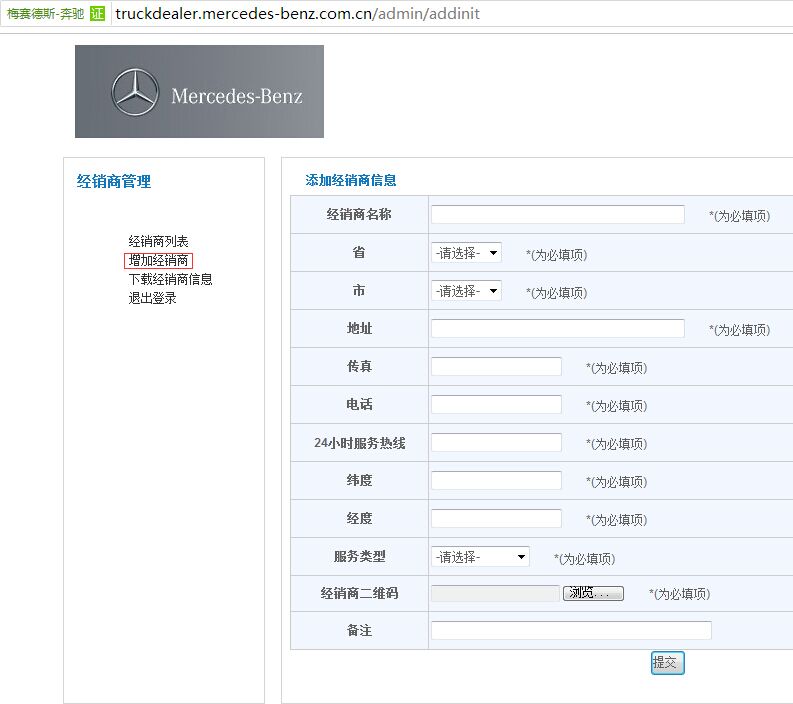 梅赛德斯-奔驰 证 truckdealer.mercedes-benz.com.cn/admin/addinit
Mercedes-Benz
经销商管理
经销商列表
增加经销商
下载经销商信息
退出登录
添加经销商信息
经销商名称 *(为必填项)
省 -请选择- *(为必填项)
市 -请选择- *(为必填项)
地址 *(为必填项)
传真 *(为必填项)
电话 *(为必填项)
24小时服务热线 *(为必填项)
纬度 *(为必填项)
经度 *(为必填项)
服务类型 -请选择- *(为必填项)
经销商二维码 浏览... *(为必填项)
备注
提交